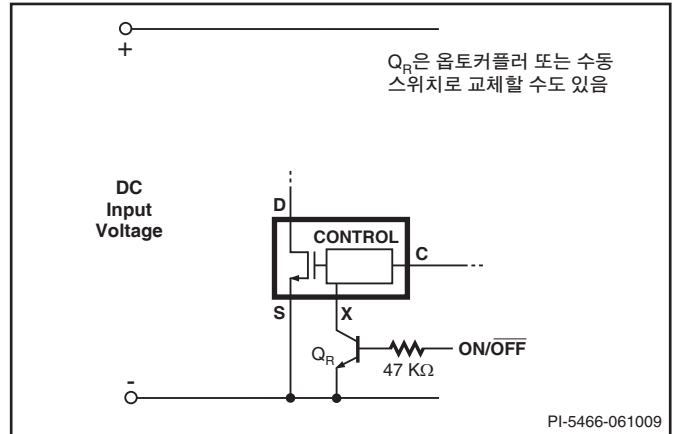 +
Q_R은 옵토커플러 또는 수동
스위치로 교체할 수도 있음
DC
Input
Voltage
D
CONTROL
C
S
X
Q_R
ON/O̅F̅F̅
47 KΩ
-
PI-5466-061009